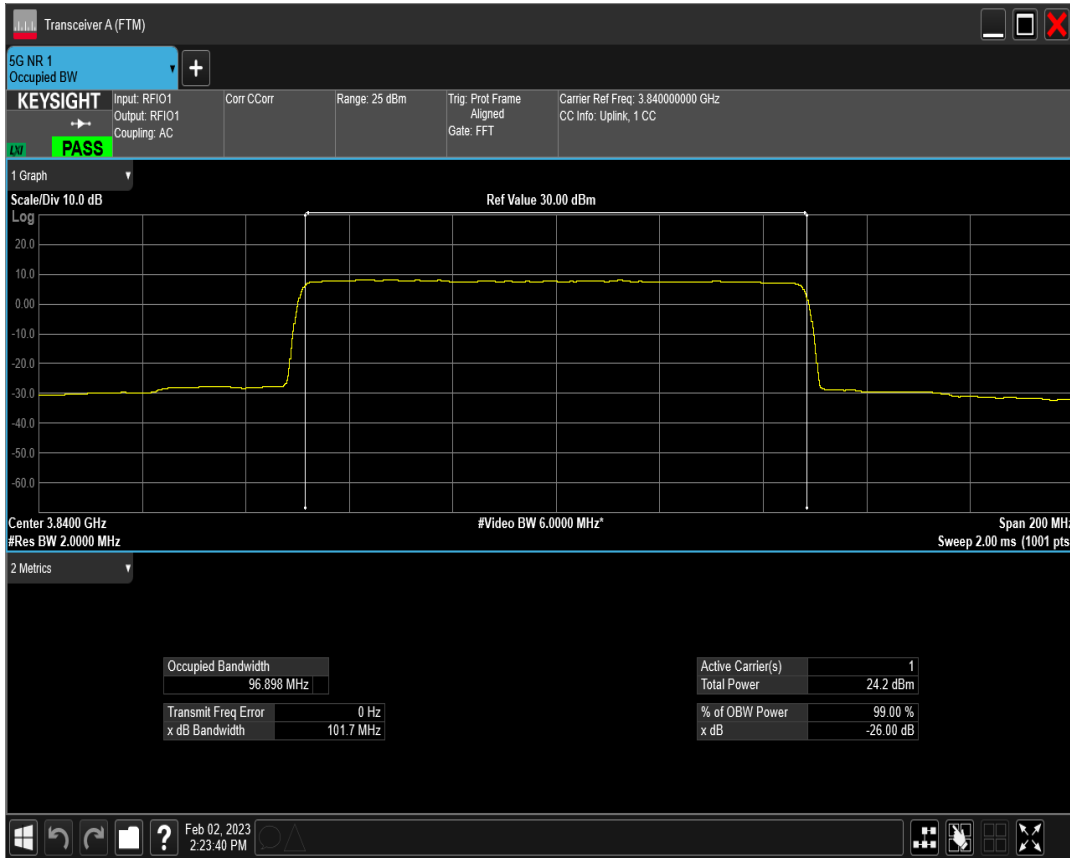 Transceiver A (FTM)
5G NR 1
Occupied BW
+
KEYSIGHT
Input: RFIO1
Output: RFIO1
Coupling: AC
LXI
PASS
Corr CCorr
Range: 25 dBm
Trig: Prot Frame
Aligned
Gate: FFT
Carrier Ref Freq: 3.840000000 GHz
CC Info: Uplink, 1 CC
1 Graph
Scale/Div 10.0 dB
Ref Value 30.00 dBm
Log
20.0
10.0
0.00
-10.0
-20.0
-30.0
-40.0
-50.0
-60.0
Center 3.8400 GHz
#Video BW 6.0000 MHz*
Span 200 MHz
#Res BW 2.0000 MHz
Sweep 2.00 ms (1001 pts
2 Metrics
Occupied Bandwidth
96.898 MHz
Transmit Freq Error 0 Hz
x dB Bandwidth 101.7 MHz
Active Carrier(s) 1
Total Power 24.2 dBm
% of OBW Power 99.00 %
x dB -26.00 dB
?
Feb 02, 2023
2:23:40 PM